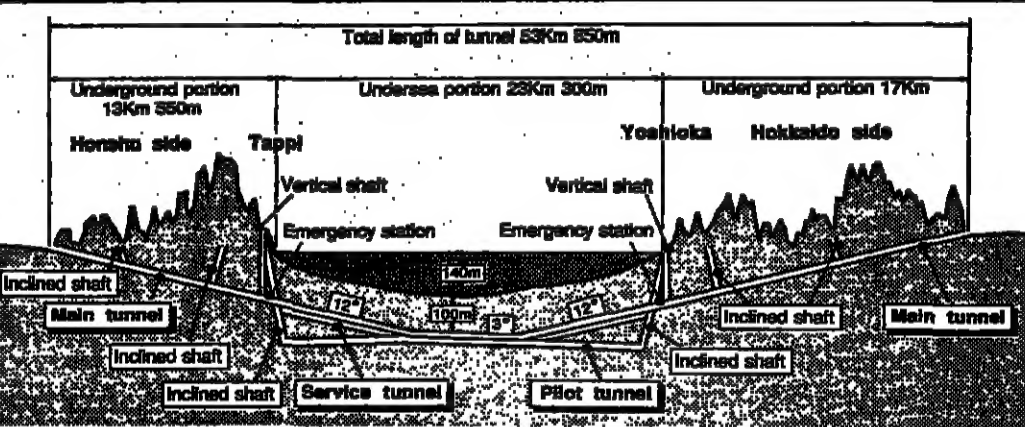 Total length of tunnel 53Km 850m
Underground portion
13Km 550m
Undersea portion 23Km 300m
Underground portion 17Km
Honshu side
Tappi
Yoshioka
Hokkaido side
Vertical shaft
Vertical shaft
Emergency station
Emergency station
140m
Inclined shaft
12°
100m
3°
12°
Main tunnel
Inclined shaft
Main tunnel
Inclined shaft
Inclined shaft
Inclined shaft
Service tunnel
Pilot tunnel